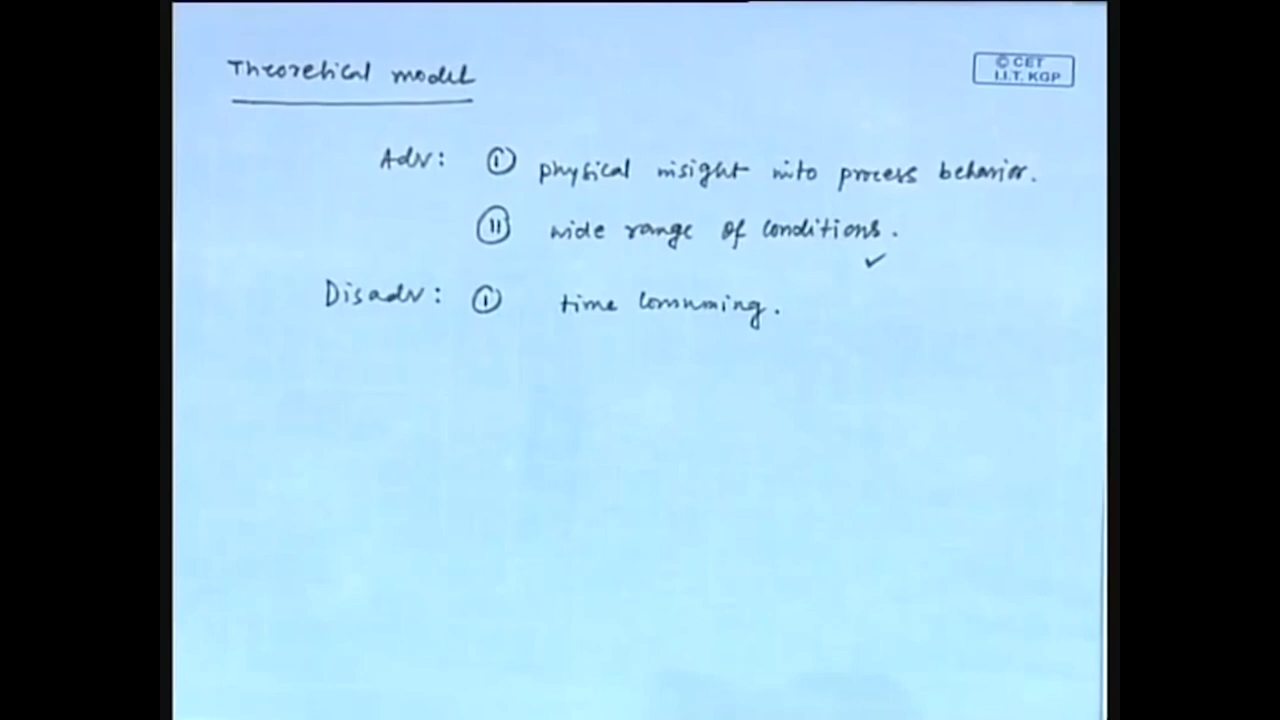 Theoretical model
© CET
I.I.T. KGP
Adv: (i) physical insight into process behavior.
(ii) wide range of conditions. ✓
Disadv: (i) time consuming.